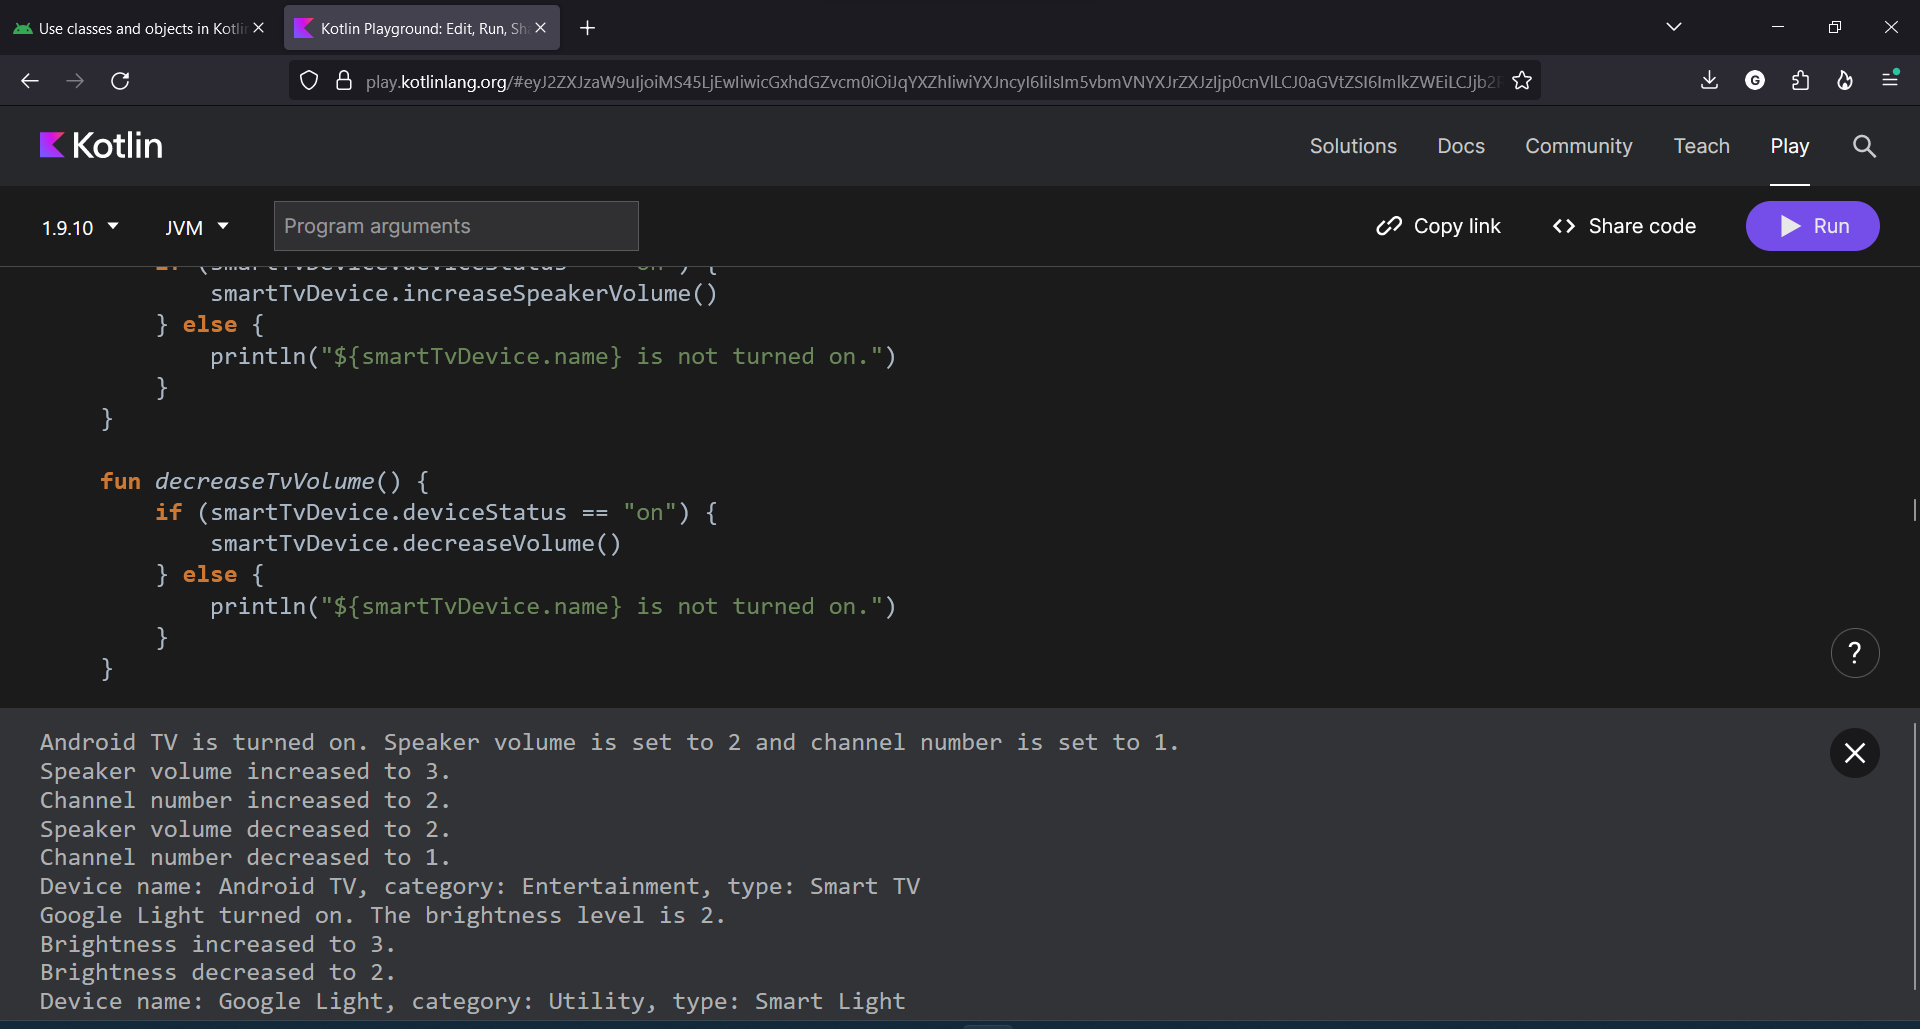 Use classes and objects in Kotlin
Kotlin Playground: Edit, Run, Sh
play.kotlinlang.org/
G
Kotlin
Solutions
Docs
Community
Teach
Play
1.9.10
JVM
Program arguments
Copy link
Share code
Run
if (smartTvDevice.deviceStatus == "on") {
smartTvDevice.increaseSpeakerVolume()
} else {
println("${smartTvDevice.name} is not turned on.")
}
}
fun decreaseTvVolume() {
if (smartTvDevice.deviceStatus == "on") {
smartTvDevice.decreaseVolume()
} else {
println("${smartTvDevice.name} is not turned on.")
}
}
?
Android TV is turned on. Speaker volume is set to 2 and channel number is set to 1.
Speaker volume increased to 3.
Channel number increased to 2.
Speaker volume decreased to 2.
Channel number decreased to 1.
Device name: Android TV, category: Entertainment, type: Smart TV
Google Light turned on. The brightness level is 2.
Brightness increased to 3.
Brightness decreased to 2.
Device name: Google Light, category: Utility, type: Smart Light